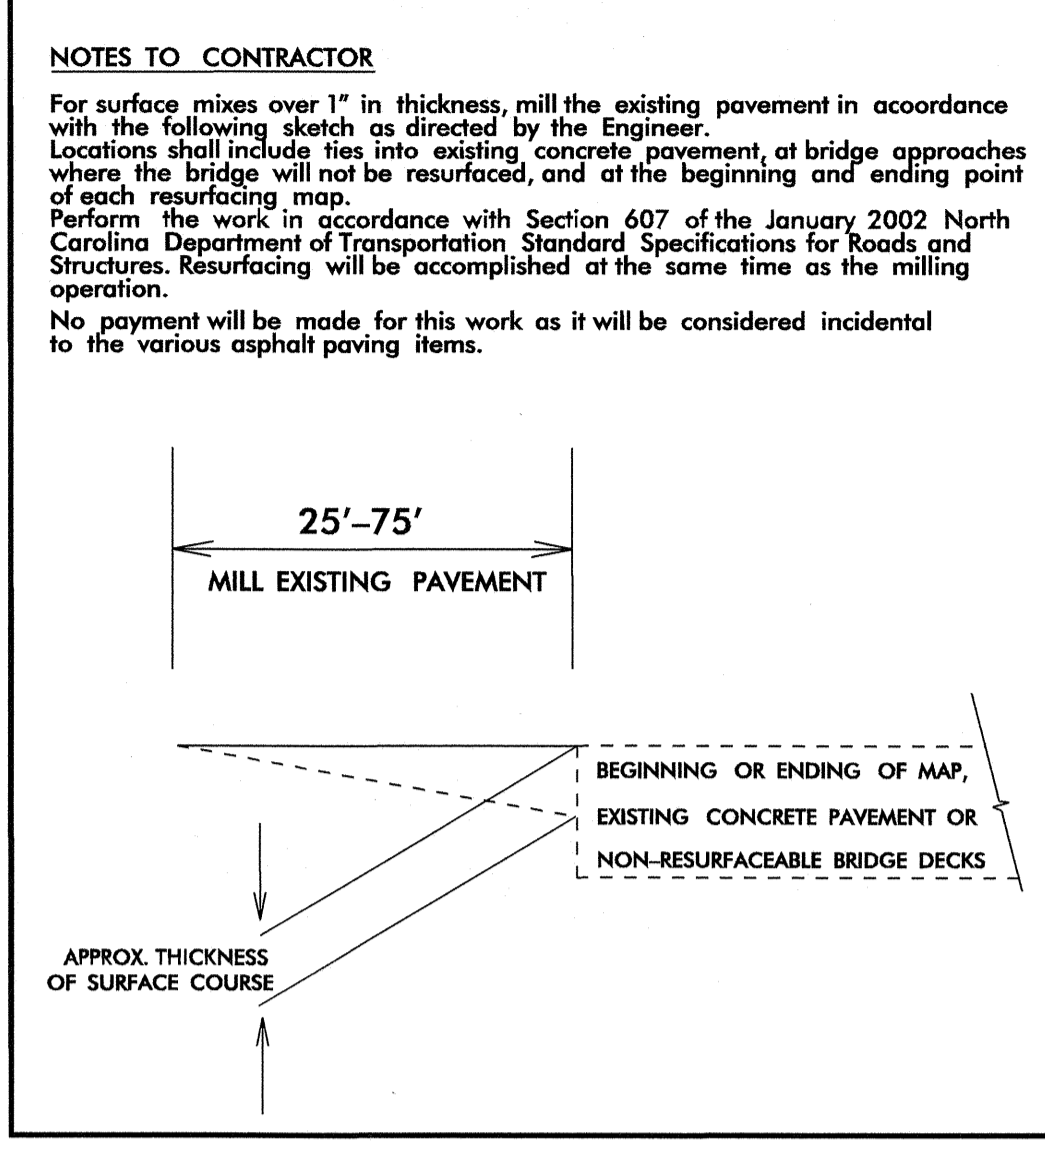 NOTES TO CONTRACTOR
For surface mixes over 1" in thickness, mill the existing pavement in acoordance
with the following sketch as directed by the Engineer.
Locations shall include ties into existing concrete pavement, at bridge approaches
where the bridge will not be resurfaced, and at the beginning and ending point
of each resurfacing map.
Perform the work in accordance with Section 607 of the January 2002 North
Carolina Department of Transportation Standard Specifications for Roads and
Structures. Resurfacing will be accomplished at the same time as the milling
operation.
No payment will be made for this work as it will be considered incidental
to the various asphalt paving items.
25'–75'
MILL EXISTING PAVEMENT
BEGINNING OR ENDING OF MAP,
EXISTING CONCRETE PAVEMENT OR
NON–RESURFACEABLE BRIDGE DECKS
APPROX. THICKNESS
OF SURFACE COURSE